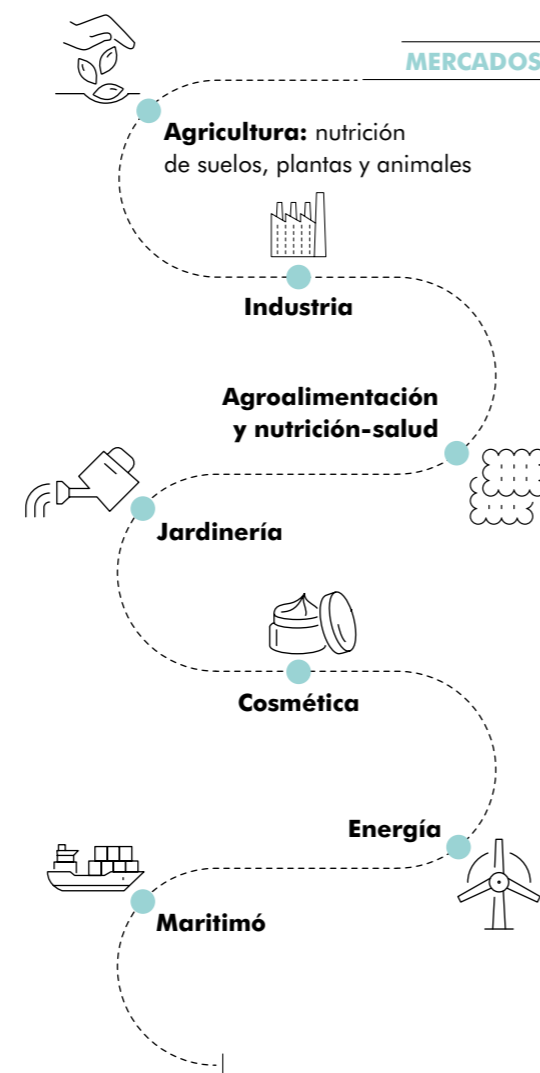 MERCADOS
Agricultura: nutrición
de suelos, plantas y animales
Industria
Agroalimentación
y nutrición-salud
Jardinería
Cosmética
Energía
Maritimó